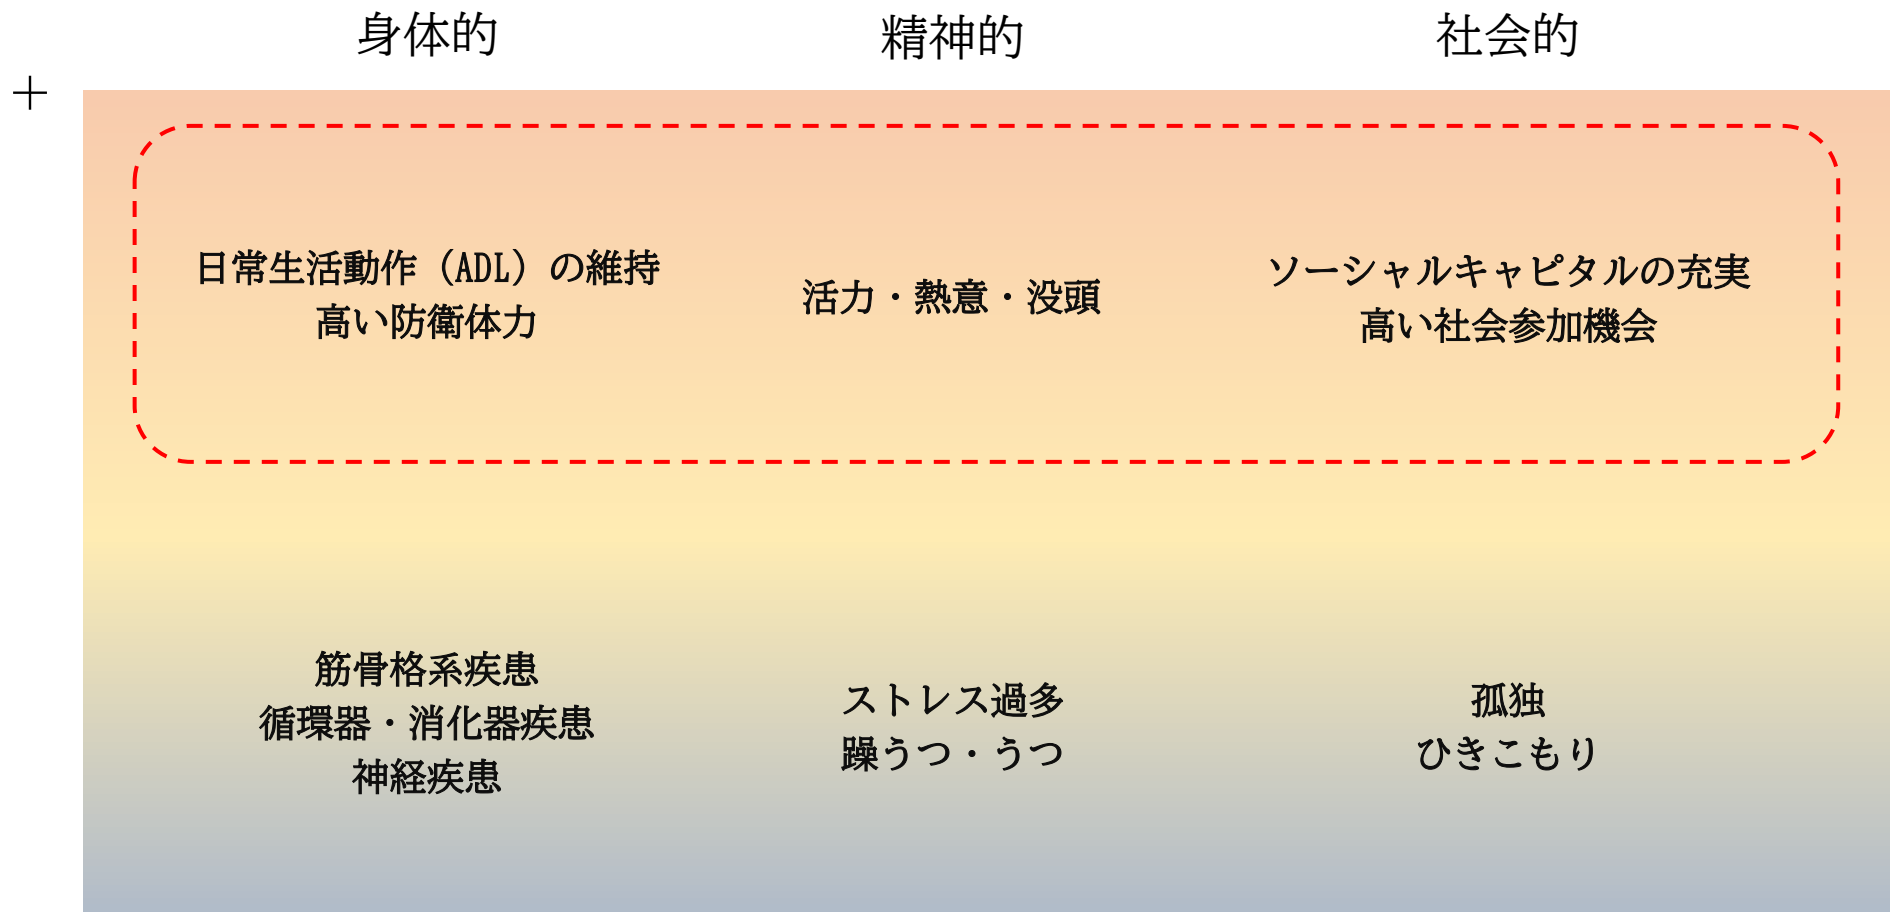 身体的
精神的
社会的
＋
日常生活動作（ADL）の維持
高い防衛体力
活力・熱意・没頭
ソーシャルキャピタルの充実
高い社会参加機会
筋骨格系疾患
循環器・消化器疾患
神経疾患
ストレス過多
躁うつ・うつ
孤独
ひきこもり